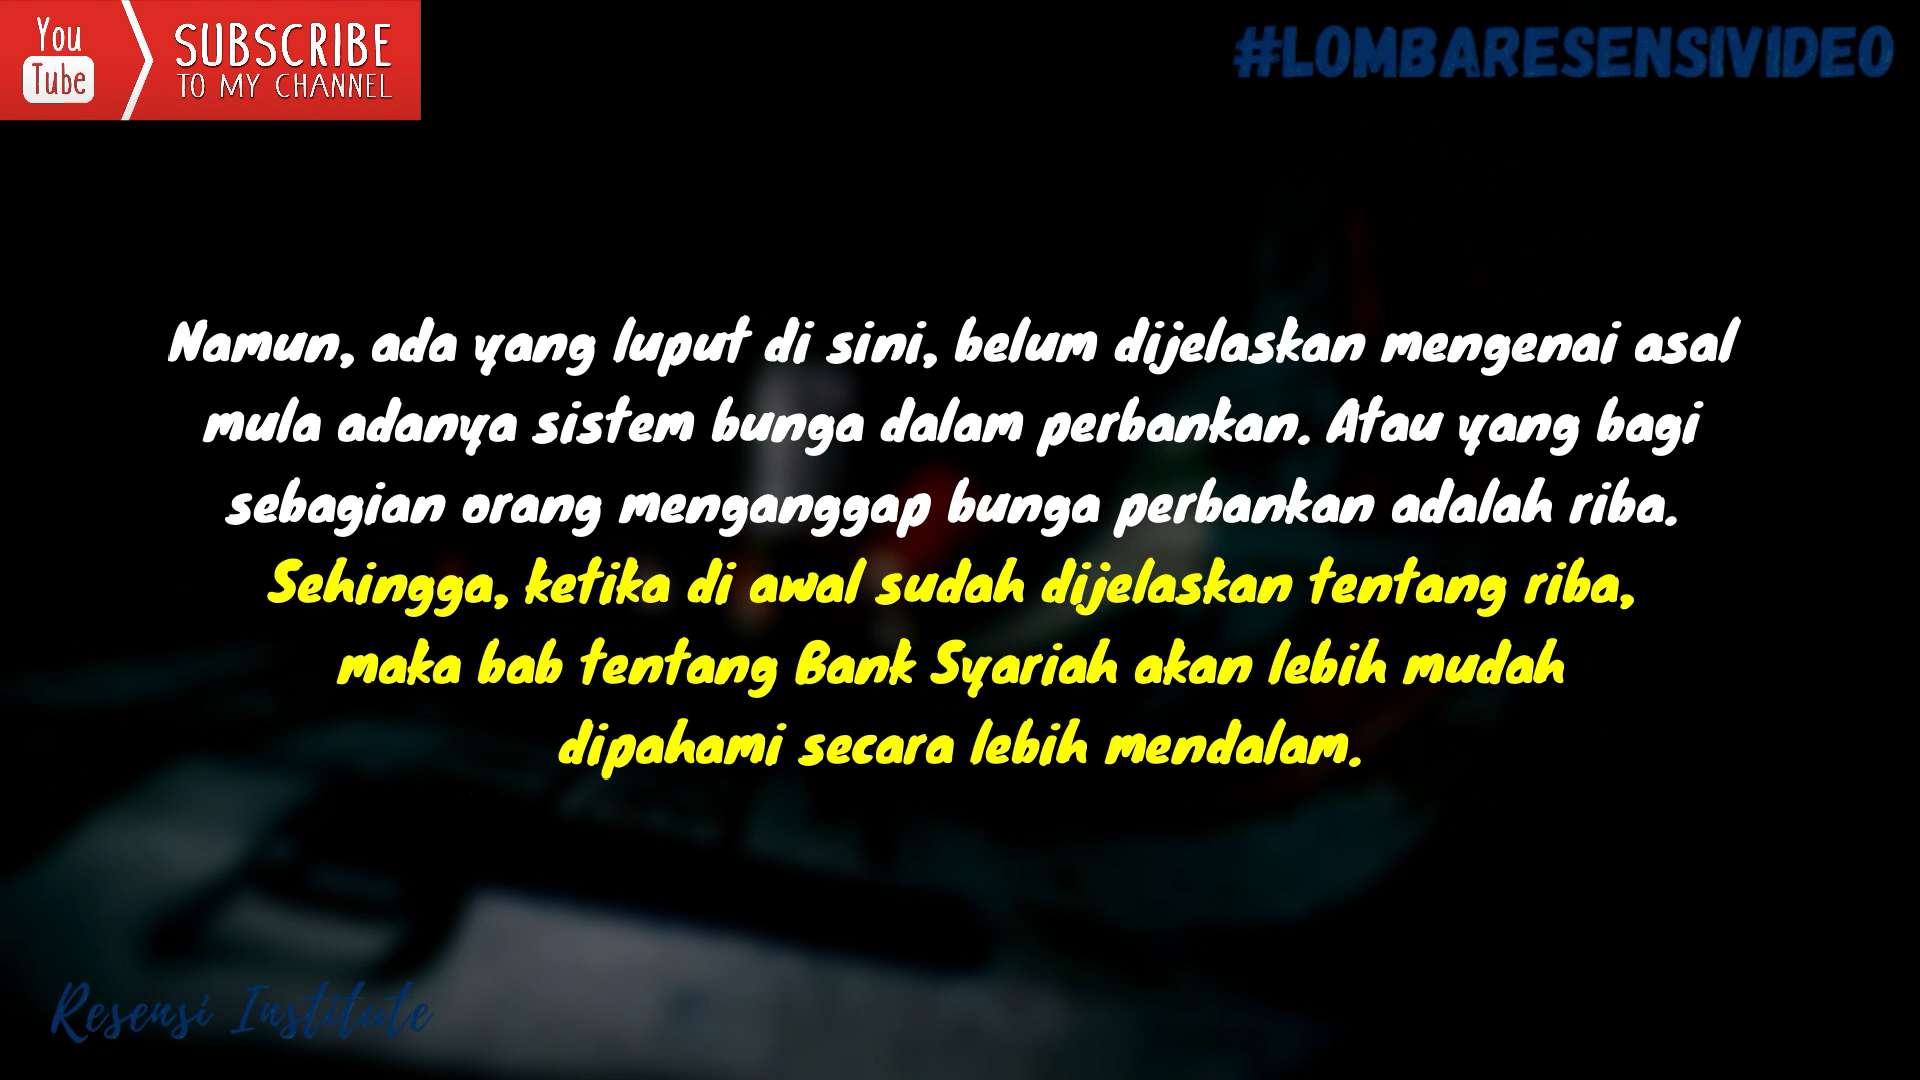 You
Tube
SUBSCRIBE
TO MY CHANNEL
#LOMBARESENSIVIDEO
Namun, ada yang luput di sini, belum dijelaskan mengenai asal
mula adanya sistem bunga dalam perbankan. Atau yang bagi
sebagian orang menganggap bunga perbankan adalah riba.
Sehingga, ketika di awal sudah dijelaskan tentang riba,
maka bab tentang Bank Syariah akan lebih mudah
dipahami secara lebih mendalam.
Resensi Institute